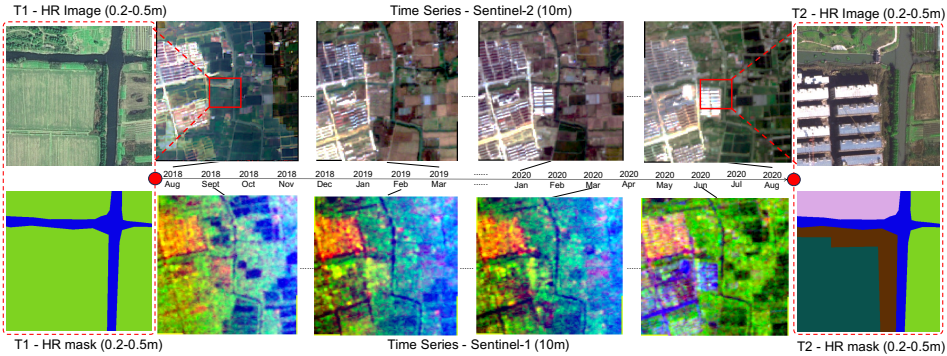 T1 - HR Image (0.2-0.5m)
Time Series - Sentinel-2 (10m)
T2 - HR Image (0.2-0.5m)
2018 2018 2018 2018 2018 2019 2019 2019 ...... 2020 2020 2020 2020 2020 2020 2020 2020
Aug Sept Oct Nov Dec Jan Feb Mar Jan Feb Mar Apr May Jun Jul Aug
T1 - HR mask (0.2-0.5m)
Time Series - Sentinel-1 (10m)
T2 - HR mask (0.2-0.5m)